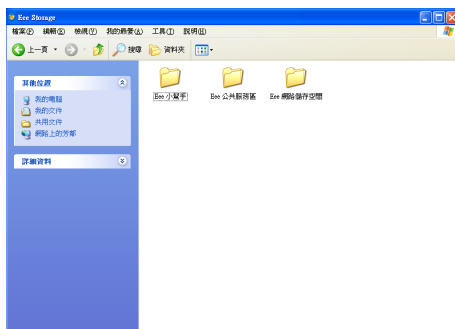 Eee Storage
檔案(F) 編輯(E) 檢視(V) 我的最愛(A) 工具(T) 說明(H)
上一頁 搜尋 資料夾
其他位置
我的電腦
我的文件
共用文件
網路上的芳鄰
詳細資料
Eee 小幫手 Eee 公共服務區 Eee 網路儲存空間